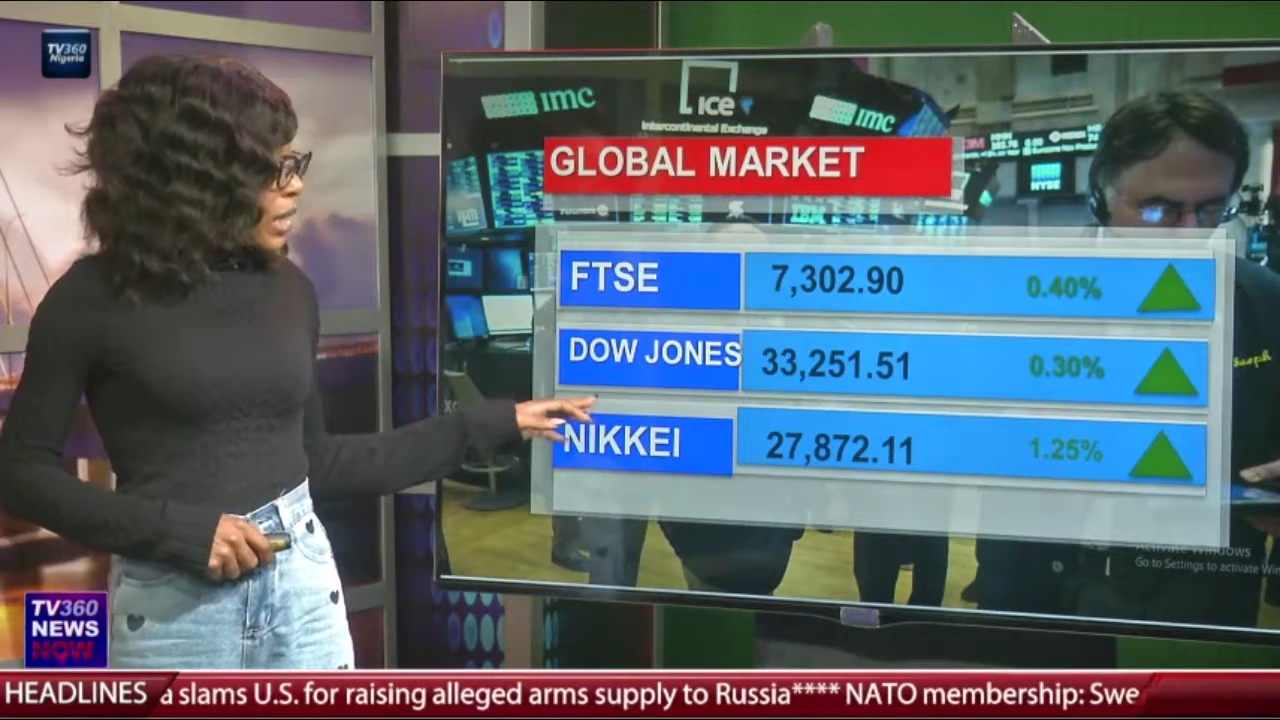 TV360
Nigeria
imc
ice
Intercontinental Exchange
imc
GLOBAL MARKET
NYSE
IBM
FTSE 7,302.90 0.40%
DOW JONES 33,251.51 0.30%
NIKKEI 27,872.11 1.25%
Activate Windows
Go to Settings to activate Win
TV360
NEWS
NOW
HEADLINES a slams U.S. for raising alleged arms supply to Russia**** NATO membership: Swe